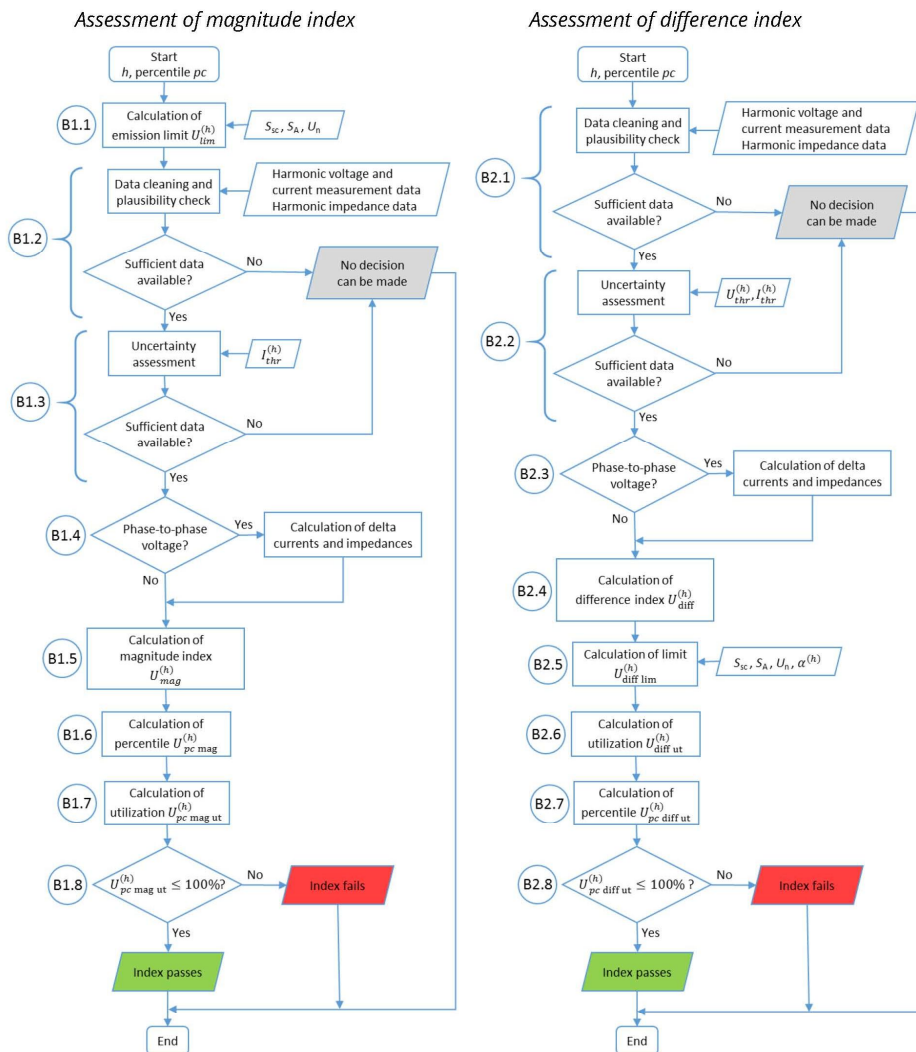 Assessment of magnitude index
Start
h, percentile pc
B1.1
Calculation of
emission limit U_lim^(h)
S_sc, S_A, U_n
B1.2
Data cleaning and
plausibility check
Harmonic voltage and
current measurement data
Harmonic impedance data
Sufficient data
available?
No
No decision
can be made
Yes
B1.3
Uncertainty
assessment
I_thr^(h)
Sufficient data
available?
No
Yes
B1.4
Phase-to-phase
voltage?
Yes
Calculation of delta
currents and impedances
No
B1.5
Calculation of
magnitude index
U_mag^(h)
B1.6
Calculation of
percentile U_pc mag^(h)
B1.7
Calculation of
utilization U_pc mag ut^(h)
B1.8
U_pc mag ut^(h) ≤ 100%?
No
Index fails
Yes
Index passes
End
Assessment of difference index
Start
h, percentile pc
B2.1
Data cleaning and
plausibility check
Harmonic voltage and
current measurement data
Harmonic impedance data
Sufficient data
available?
No
No decision
can be made
Yes
B2.2
Uncertainty
assessment
U_thr^(h), I_thr^(h)
Sufficient data
available?
No
Yes
B2.3
Phase-to-phase
voltage?
Yes
Calculation of delta
currents and impedances
No
B2.4
Calculation of
difference index U_diff^(h)
B2.5
Calculation of limit
U_diff lim^(h)
S_sc, S_A, U_n, α^(h)
B2.6
Calculation of
utilization U_diff ut^(h)
B2.7
Calculation of
percentile U_pc diff ut^(h)
B2.8
U_pc diff ut^(h) ≤ 100% ?
No
Index fails
Yes
Index passes
End